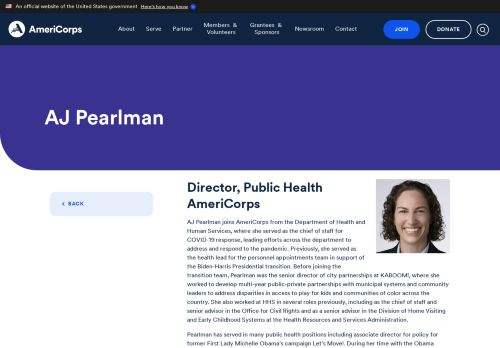 An official website of the United States government Here's how you know
AmeriCorps
About Serve Partner Members & Volunteers Grantees & Sponsors Newsroom Contact
JOIN
DONATE
AJ Pearlman
BACK
Director, Public Health
AmeriCorps
AJ Pearlman joins AmeriCorps from the Department of Health and
Human Services, where she served as the chief of staff for
COVID-19 response, leading efforts across the department to
address and respond to the pandemic. Previously, she served as
the health lead for the personnel appointments team in support of
the Biden-Harris Presidential transition. Before joining the
transition team, Pearlman was the senior director of city partnerships at KABOOM!, where she
worked to develop multi-year public-private partnerships with municipal systems and community
leaders to address disparities in access to play for kids and communities of color across the
country. She also worked at HHS in several roles previously, including as the chief of staff and
senior advisor in the Office for Civil Rights and as a senior advisor in the Division of Home Visiting
and Early Childhood Systems at the Health Resources and Services Administration.
Pearlman has served in many public health positions including associate director for policy for
former First Lady Michelle Obama's campaign Let's Move!. During her time with the Obama